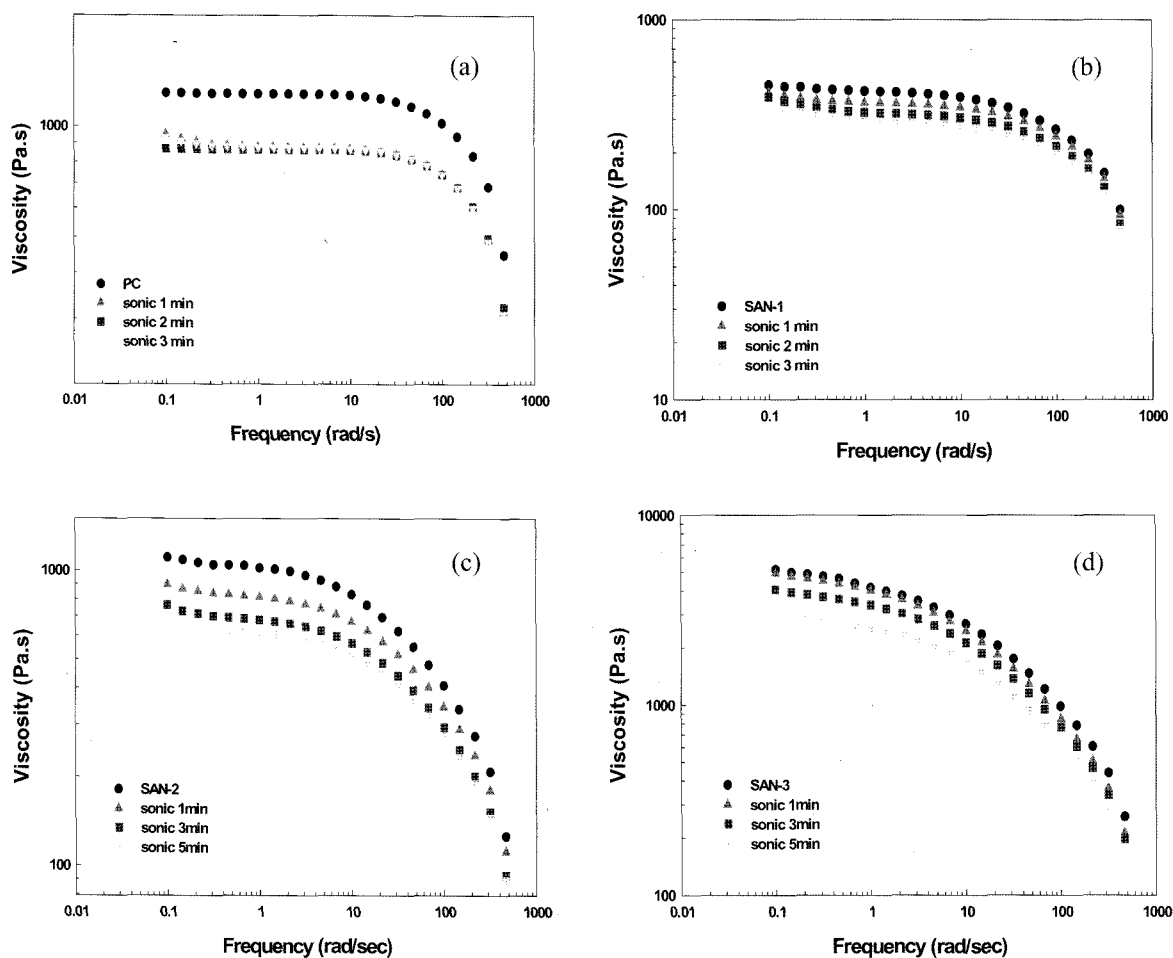 (a)
Viscosity (Pa.s)
1000
PC
sonic 1 min
sonic 2 min
sonic 3 min
0.01 0.1 1 10 100 1000
Frequency (rad/s)
(b)
Viscosity (Pa.s)
1000
100
10
SAN-1
sonic 1 min
sonic 2 min
sonic 3 min
0.01 0.1 1 10 100 1000
Frequency (rad/s)
(c)
Viscosity (Pa.s)
1000
100
SAN-2
sonic 1min
sonic 3min
sonic 5min
0.01 0.1 1 10 100 1000
Frequency (rad/sec)
(d)
Viscosity (Pa.s)
10000
1000
100
SAN-3
sonic 1min
sonic 3min
sonic 5min
0.01 0.1 1 10 100 1000
Frequency (rad/sec)